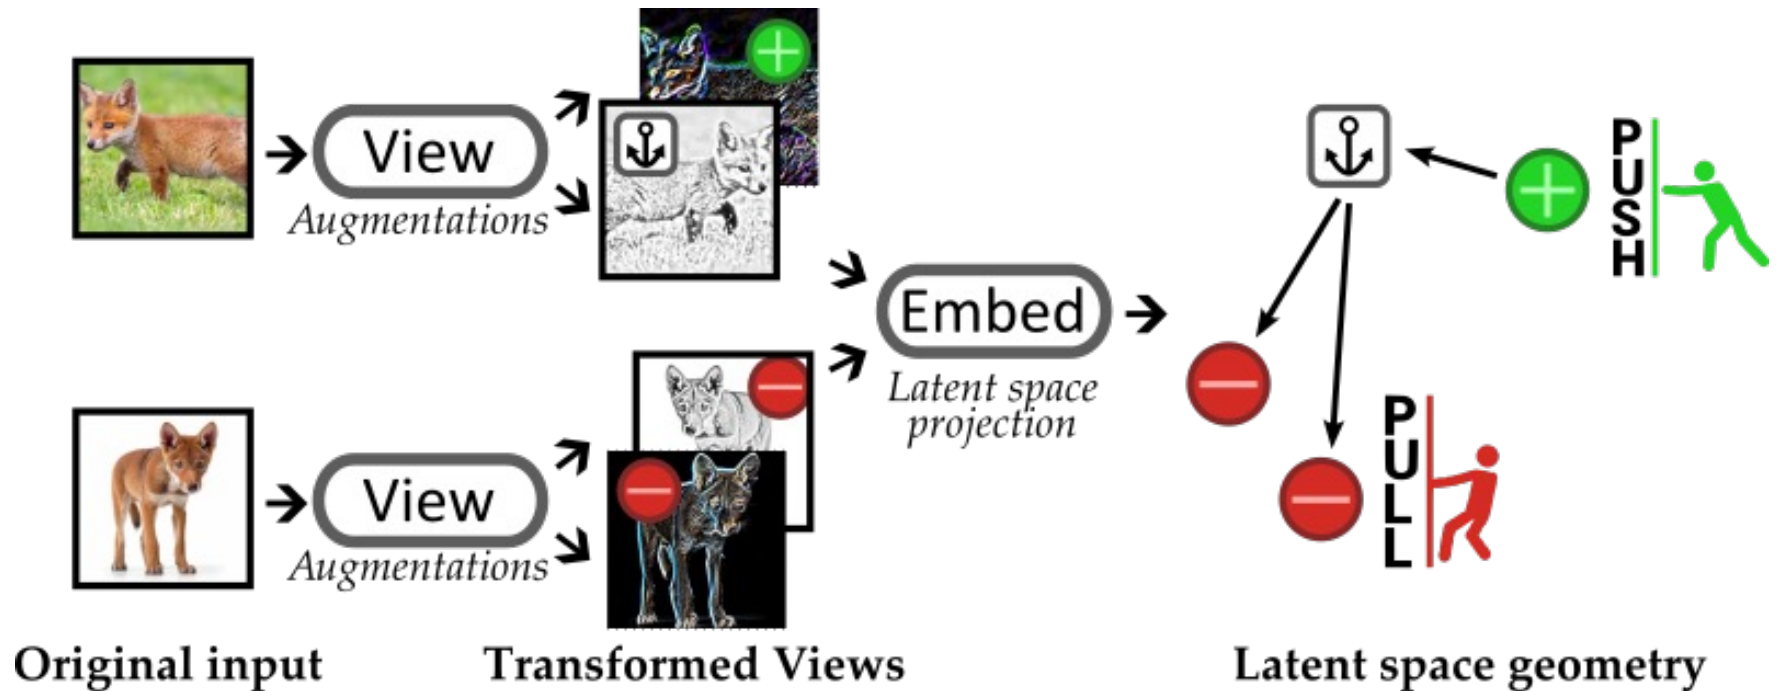 View
Augmentations
PUSH
Embed
Latent space
projection
PULL
View
Augmentations
Original input
Transformed Views
Latent space geometry